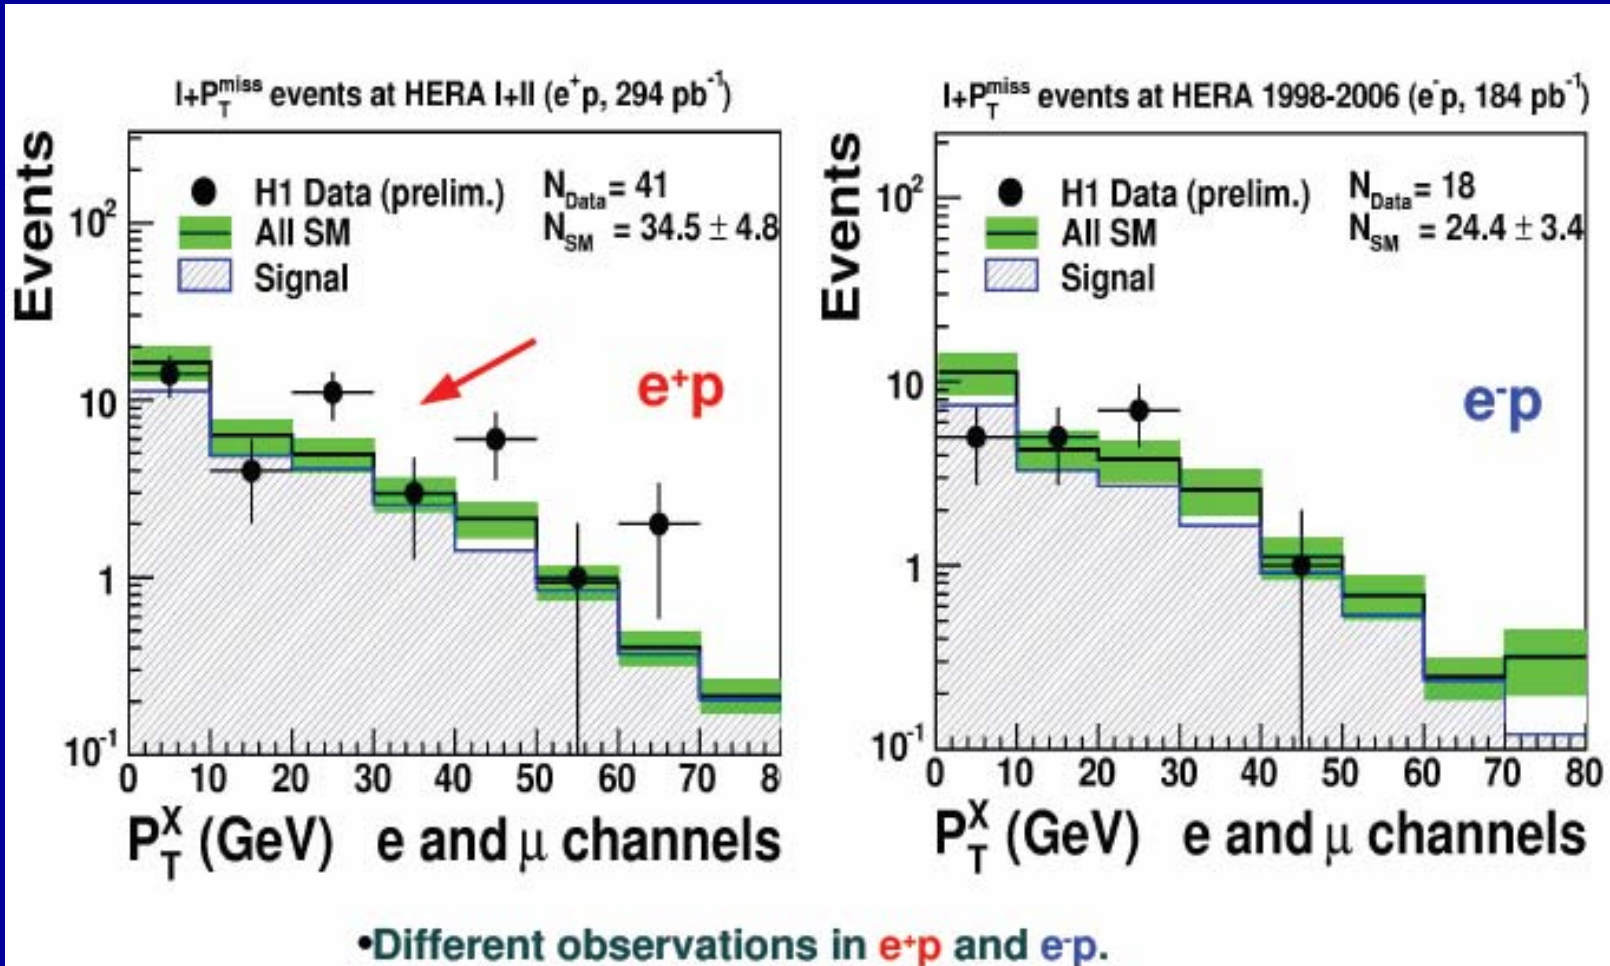 l+P_T^miss events at HERA I+II (e⁺p, 294 pb⁻¹)
Events
H1 Data (prelim.) N_Data = 41
All SM N_SM = 34.5 ± 4.8
Signal
e⁺p
10²
10
1
10⁻¹
0 10 20 30 40 50 60 70 8
P_T^X (GeV) e and μ channels
l+P_T^miss events at HERA 1998-2006 (e⁻p, 184 pb⁻¹)
Events
H1 Data (prelim.) N_Data = 18
All SM N_SM = 24.4 ± 3.4
Signal
e⁻p
10²
10
1
10⁻¹
0 10 20 30 40 50 60 70 80
P_T^X (GeV) e and μ channels
•Different observations in e⁺p and e⁻p.